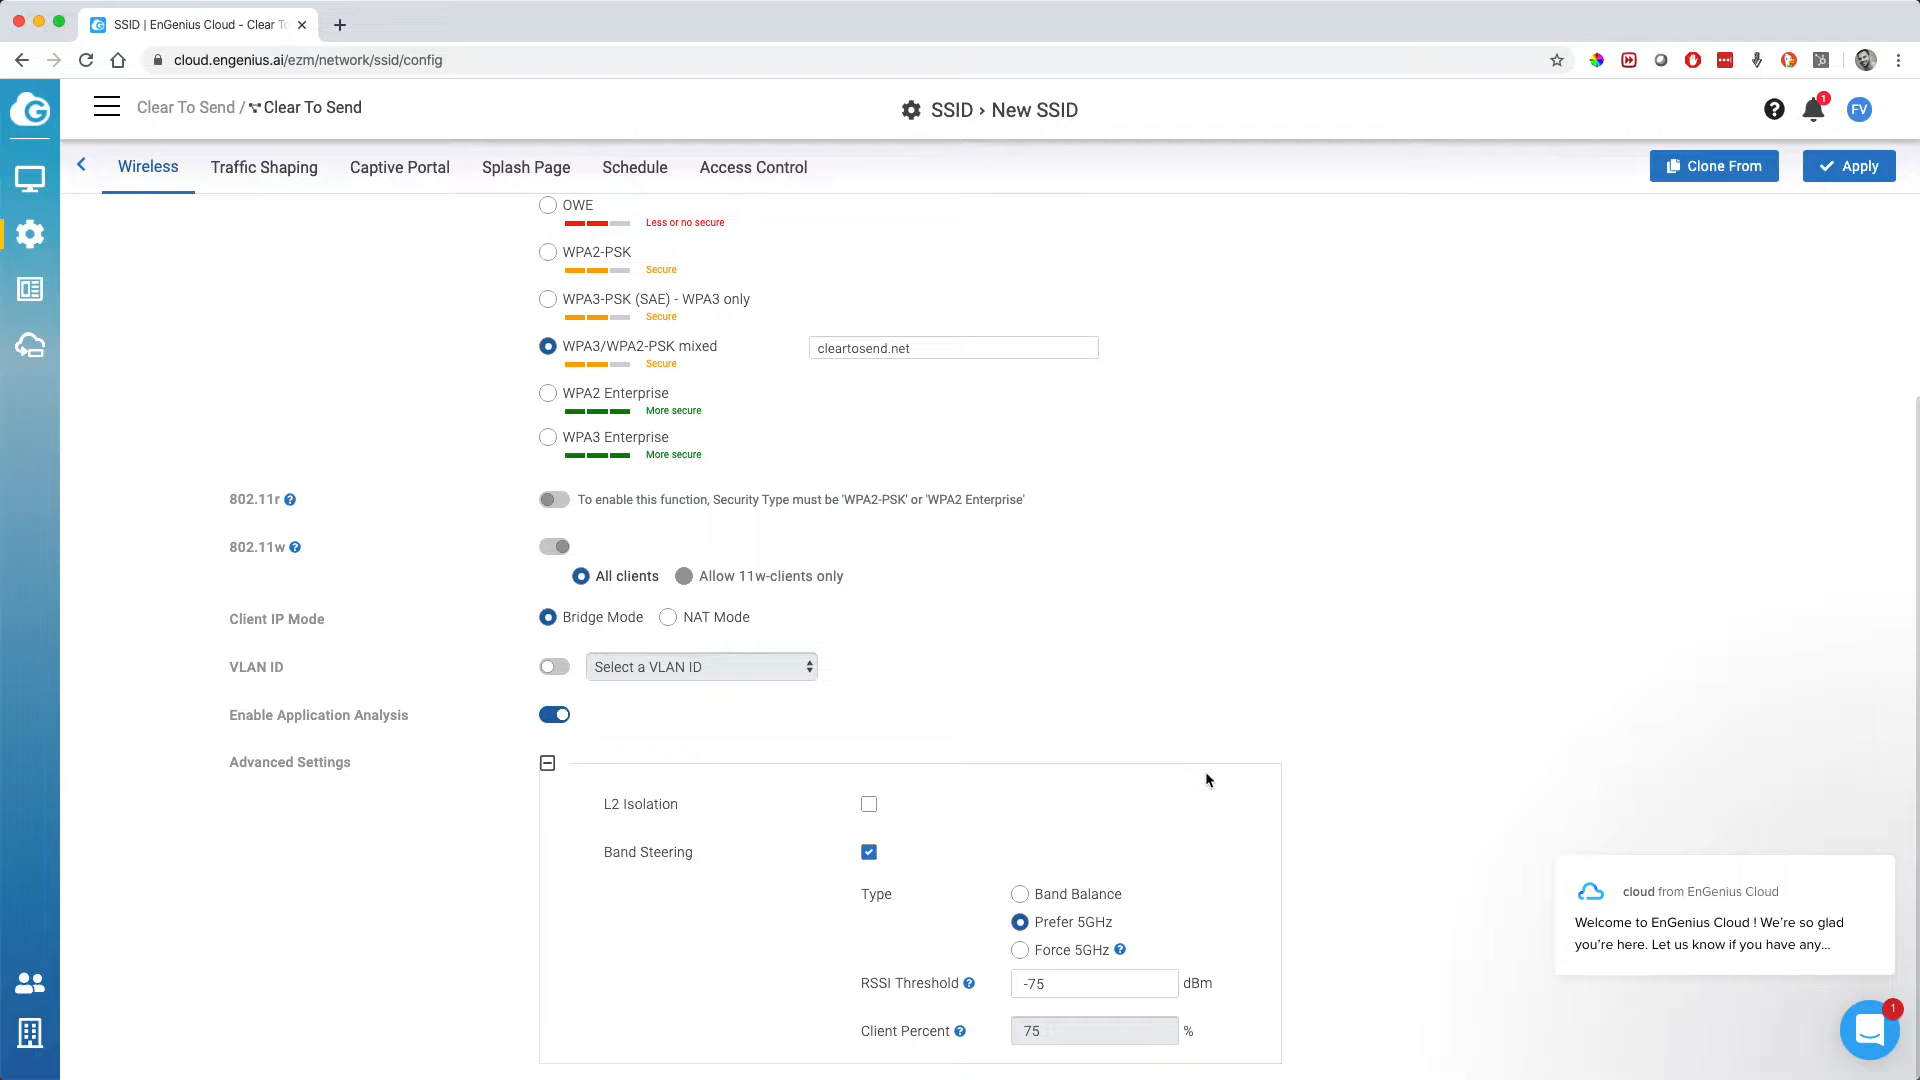 SSID | EnGenius Cloud - Clear To
cloud.engenius.ai/ezm/network/ssid/config
Clear To Send / Clear To Send
SSID › New SSID
1
FV
Wireless
Traffic Shaping
Captive Portal
Splash Page
Schedule
Access Control
Clone From
Apply
OWE
Less or no secure
WPA2-PSK
Secure
WPA3-PSK (SAE) - WPA3 only
Secure
WPA3/WPA2-PSK mixed
cleartosend.net
Secure
WPA2 Enterprise
More secure
WPA3 Enterprise
More secure
802.11r
To enable this function, Security Type must be 'WPA2-PSK' or 'WPA2 Enterprise'
802.11w
All clients
Allow 11w-clients only
Client IP Mode
Bridge Mode
NAT Mode
VLAN ID
Select a VLAN ID
Enable Application Analysis
Advanced Settings
L2 Isolation
Band Steering
Type
Band Balance
Prefer 5GHz
Force 5GHz
RSSI Threshold
-75
dBm
Client Percent
75
%
cloud from EnGenius Cloud
Welcome to EnGenius Cloud ! We're so glad
you're here. Let us know if you have any...
1